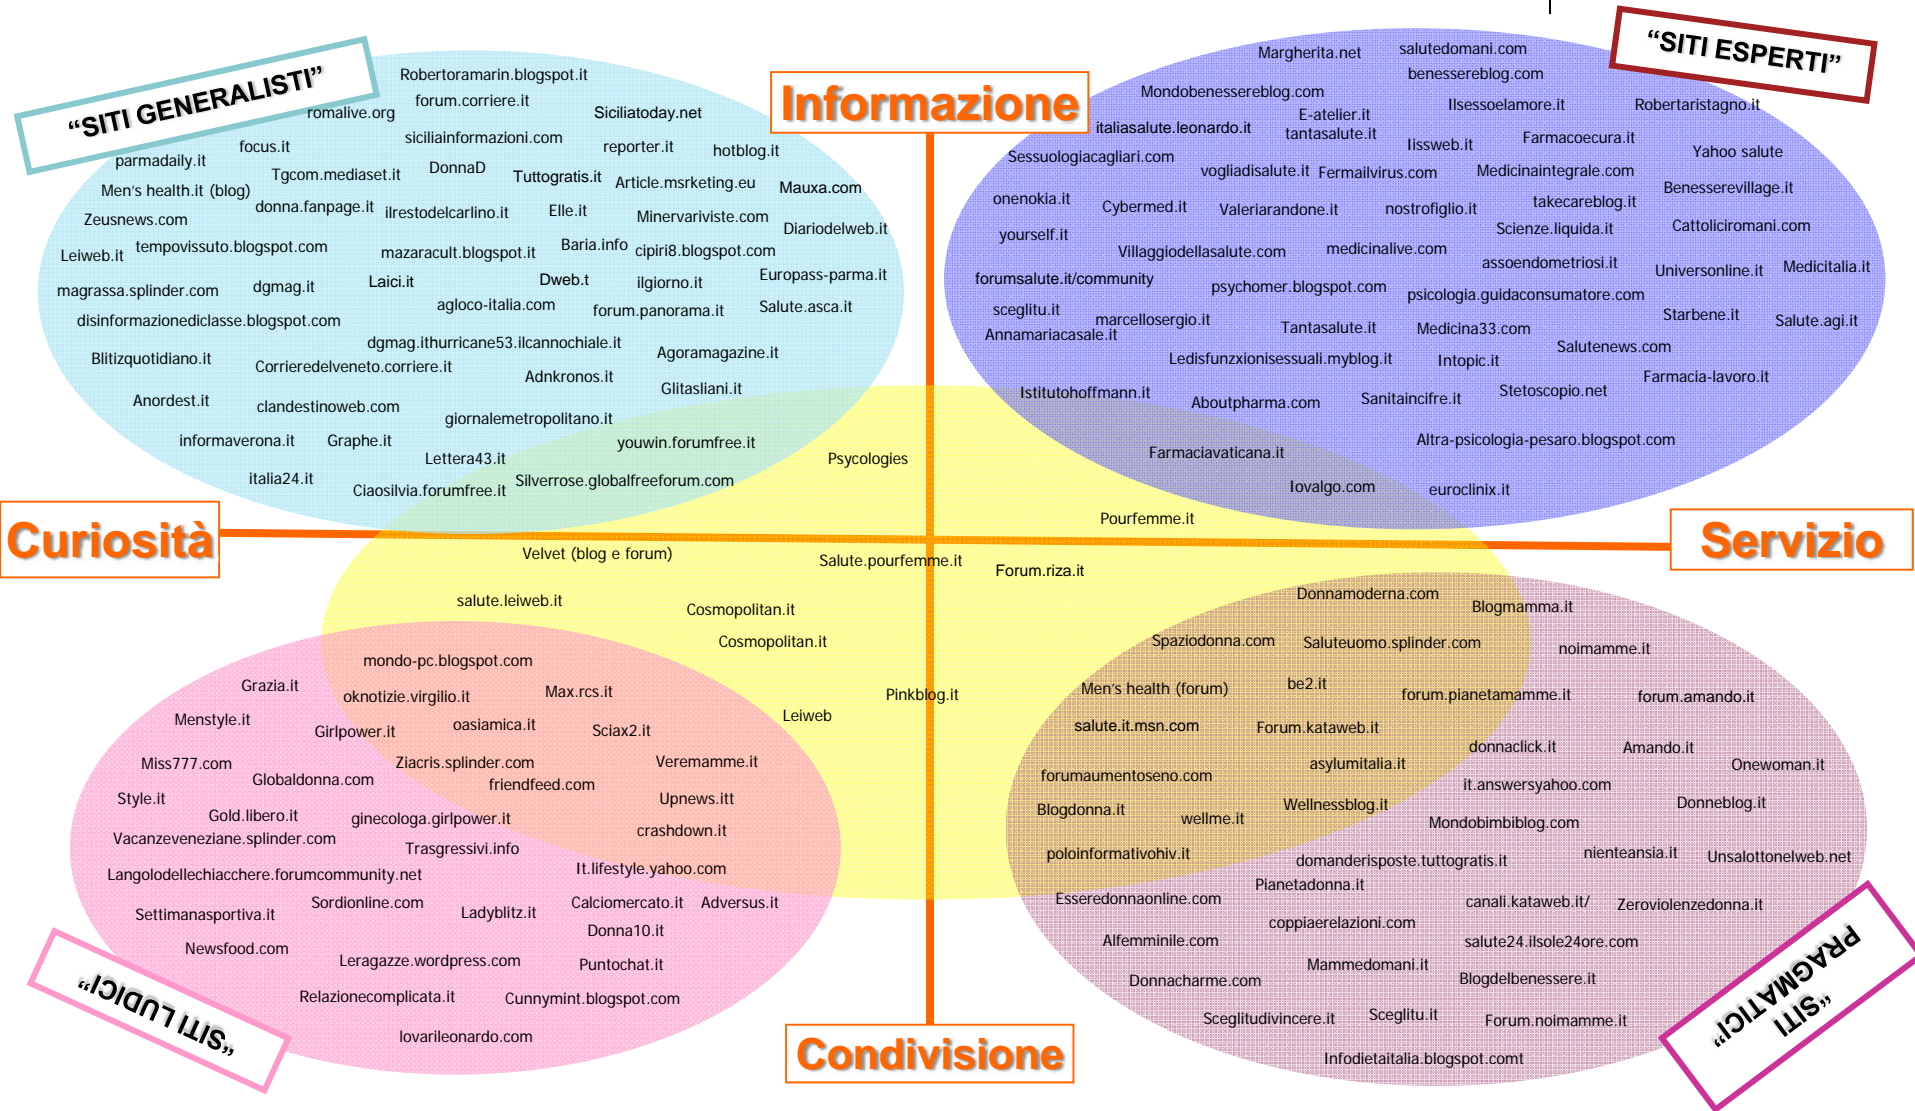 “SITI GENERALISTI”
Robertoramarin.blogspot.it
romalive.org
forum.corriere.it
Siciliatoday.net
siciliainformazioni.com
focus.it
reporter.it
hotblog.it
parmadaily.it
Tgcom.mediaset.it
DonnaD
Tuttogratis.it
Article.msrketing.eu
Mauxa.com
Men’s health.it (blog)
donna.fanpage.it
ilrestodelcarlino.it
Elle.it
Minervariviste.com
Zeusnews.com
Diariodelweb.it
Leiweb.it
tempovissuto.blogspot.com
mazaracult.blogspot.it
Baria.info
cipiri8.blogspot.com
magrassa.splinder.com
dgmag.it
Laici.it
Dweb.t
ilgiorno.it
Europass-parma.it
disinformazionediclasse.blogspot.com
agloco-italia.com
forum.panorama.it
Salute.asca.it
dgmag.ithurricane53.ilcannochiale.it
Blitizquotidiano.it
Corrieredelveneto.corriere.it
Adnkronos.it
Agoramagazine.it
Glitasliani.it
Anordest.it
clandestinoweb.com
giornalemetropolitano.it
informaverona.it
Graphe.it
Lettera43.it
youwin.forumfree.it
italia24.it
Ciaosilvia.forumfree.it
Silverrose.globalfreeforum.com
Informazione
“SITI ESPERTI”
Margherita.net
salutedomani.com
benessereblog.com
Mondobenessereblog.com
E-atelier.it
Ilsessoelamore.it
Robertaristagno.it
italiasalute.leonardo.it
tantasalute.it
Iissweb.it
Farmacoecura.it
Yahoo salute
Sessuologiacagliari.com
vogliadisalute.it
Fermailvirus.com
Medicinaintegrale.com
Benesserevillage.it
onenokia.it
Cybermed.it
Valeriarandone.it
nostrofiglio.it
takecareblog.it
yourself.it
Scienze.liquida.it
Cattoliciromani.com
Villaggiodellasalute.com
medicinalive.com
assoendometriosi.it
Universonline.it
Medicitalia.it
forumsalute.it/community
psychomer.blogspot.com
psicologia.guidaconsumatore.com
sceglitu.it
marcellosergio.it
Tantasalute.it
Medicina33.com
Starbene.it
Salute.agi.it
Annamariacasale.it
Ledisfunzxionisessuali.myblog.it
Intopic.it
Salutenews.com
Farmacia-lavoro.it
Istitutohoffmann.it
Aboutpharma.com
Sanitaincifre.it
Stetoscopio.net
Altra-psicologia-pesaro.blogspot.com
Farmaciavaticana.it
Iovalgo.com
euroclinix.it
Psycologies
Pourfemme.it
Curiosità
Servizio
Velvet (blog e forum)
Salute.pourfemme.it
Forum.riza.it
salute.leiweb.it
Cosmopolitan.it
Cosmopolitan.it
Pinkblog.it
Leiweb
mondo-pc.blogspot.com
Grazia.it
oknotizie.virgilio.it
Max.rcs.it
Menstyle.it
Girlpower.it
oasiamica.it
Sciax2.it
Miss777.com
Globaldonna.com
Ziacris.splinder.com
friendfeed.com
Veremamme.it
Style.it
Gold.libero.it
ginecologa.girlpower.it
Upnews.itt
crashdown.it
Vacanzeveneziane.splinder.com
Trasgressivi.info
Langolodellechiacchere.forumcommunity.net
It.lifestyle.yahoo.com
Settimanasportiva.it
Sordionline.com
Ladyblitz.it
Calciomercato.it
Adversus.it
Donna10.it
Newsfood.com
Leragazze.wordpress.com
Puntochat.it
Relazionecomplicata.it
Cunnymint.blogspot.com
Iovarileonardo.com
“SITI LUDICI”
Condivisione
Donnamoderna.com
Blogmamma.it
Spaziodonna.com
Saluteuomo.splinder.com
noimamme.it
Men’s health (forum)
be2.it
forum.pianetamamme.it
forum.amando.it
salute.it.msn.com
Forum.kataweb.it
donnaclick.it
Amando.it
forumaumentoseno.com
asylumitalia.it
Onewoman.it
it.answersyahoo.com
Blogdonna.it
wellme.it
Wellnessblog.it
Donneblog.it
Mondobimbiblog.com
poloinformativohiv.it
domanderisposte.tuttogratis.it
nienteansia.it
Unsalottonelweb.net
Pianetadonna.it
Esseredonnaonline.com
canali.kataweb.it/
Zeroviolenzedonna.it
coppiaerelazioni.com
Alfemminile.com
salute24.ilsole24ore.com
Mammedomani.it
Donnacharme.com
Blogdelbenessere.it
Sceglitudivincere.it
Sceglitu.it
Forum.noimamme.it
Infodietaitalia.blogspot.comt
“SITI
PRAGMATICI”